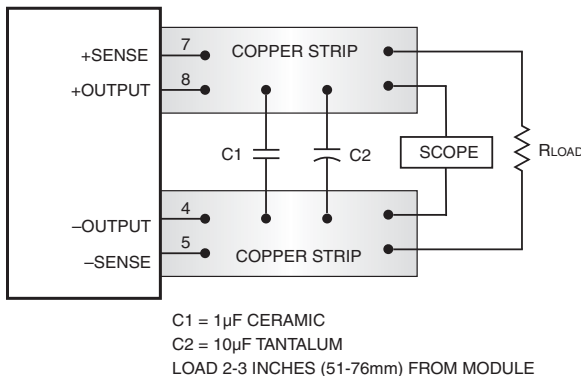 +SENSE 7 COPPER STRIP
+OUTPUT 8
C1 C2 SCOPE RLOAD
–OUTPUT 4
–SENSE 5 COPPER STRIP
C1 = 1µF CERAMIC
C2 = 10µF TANTALUM
LOAD 2-3 INCHES (51-76mm) FROM MODULE